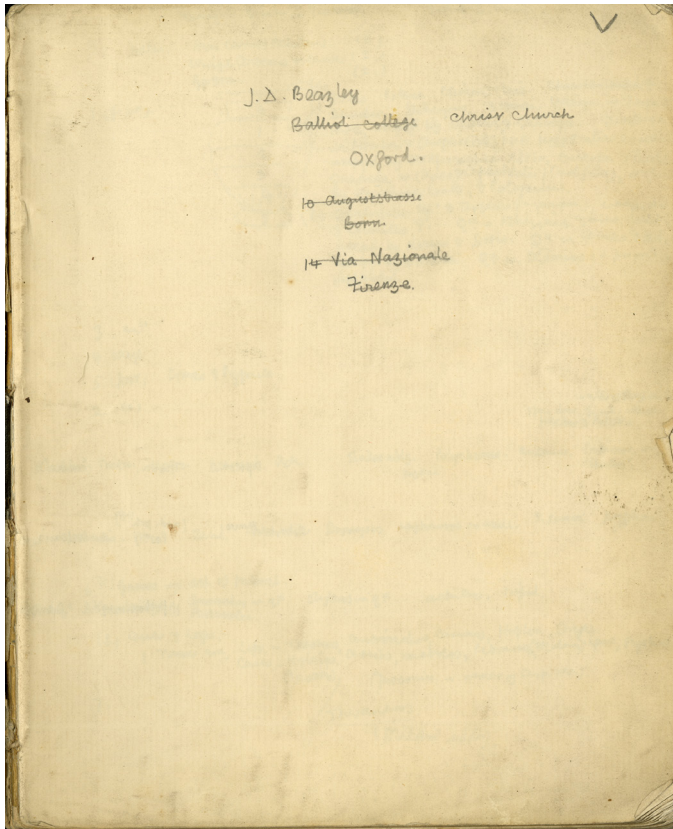 V
J. D. Beazley
Balliol college Christ Church
Oxford.
10 Auguststrasse
Bonn.
14 Via Nazionale
Firenze.